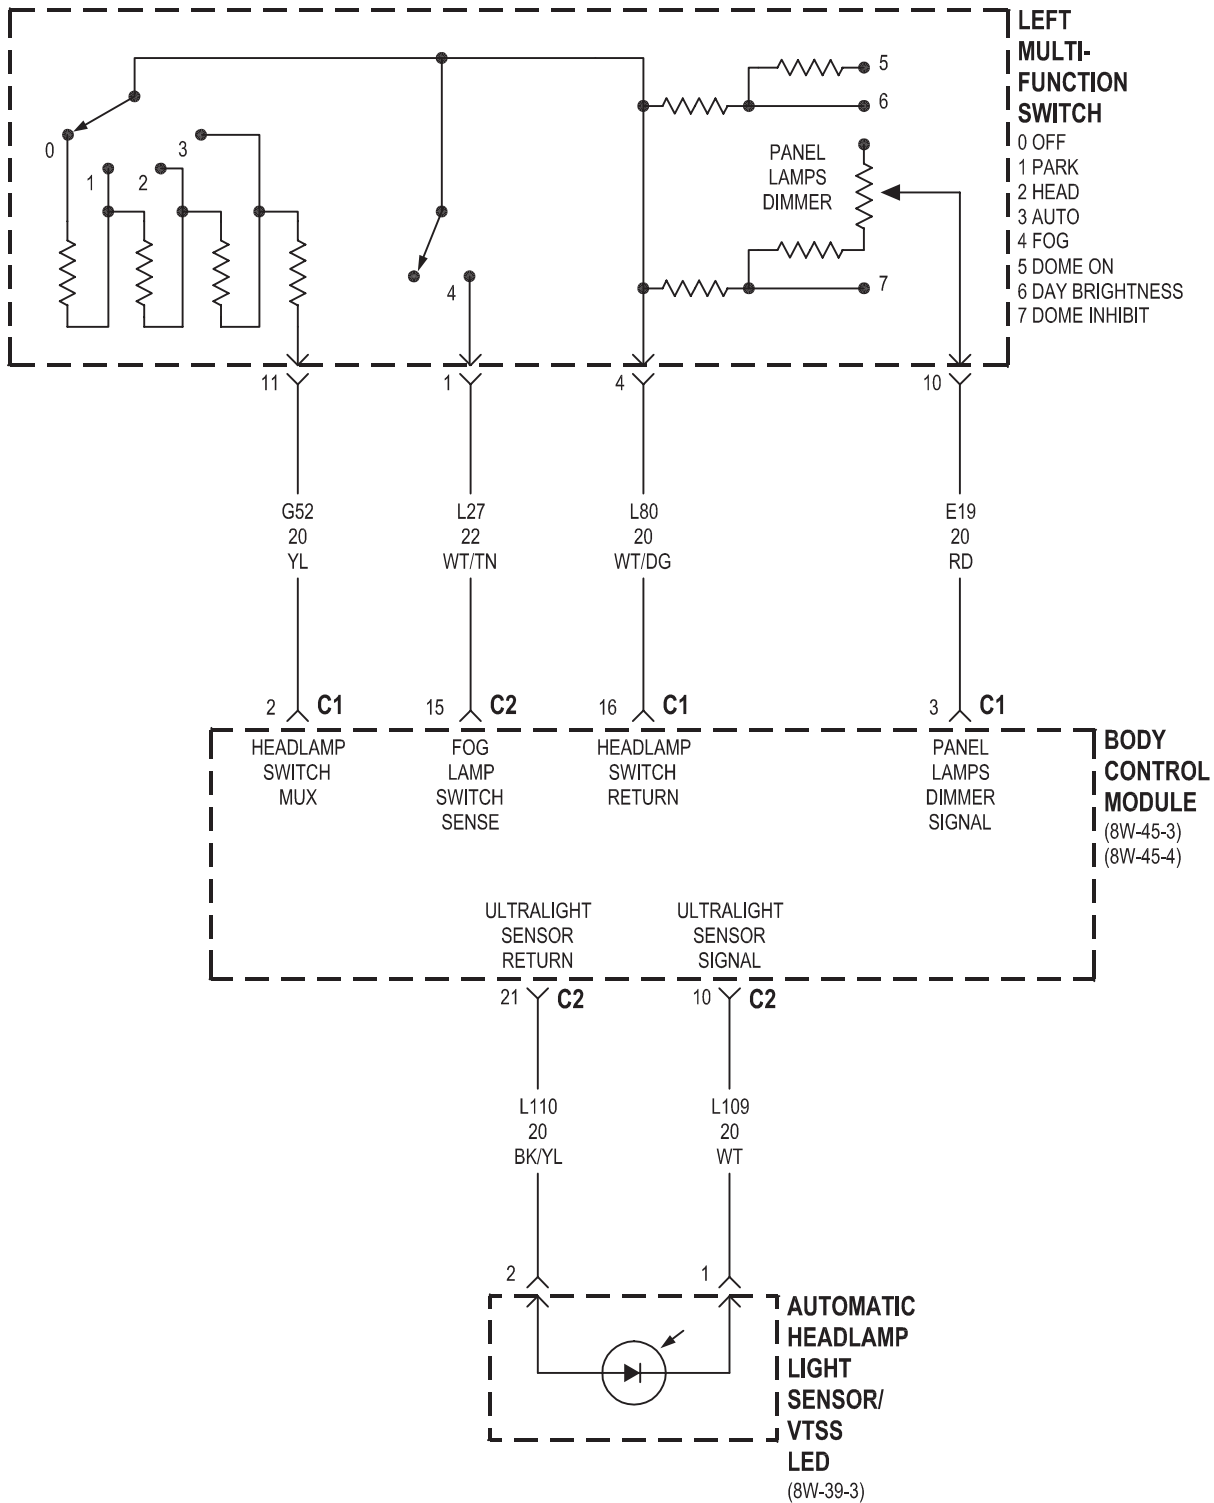 LEFT
MULTI-
FUNCTION
SWITCH
0 OFF
1 PARK
2 HEAD
3 AUTO
4 FOG
5 DOME ON
6 DAY BRIGHTNESS
7 DOME INHIBIT
5
6
0
1
2
3
4
PANEL
LAMPS
DIMMER
7
11
1
4
10
G52
20
YL
L27
22
WT/TN
L80
20
WT/DG
E19
20
RD
2 C1
15 C2
16 C1
3 C1
HEADLAMP
SWITCH
MUX
FOG
LAMP
SWITCH
SENSE
HEADLAMP
SWITCH
RETURN
PANEL
LAMPS
DIMMER
SIGNAL
BODY
CONTROL
MODULE
(8W-45-3)
(8W-45-4)
ULTRALIGHT
SENSOR
RETURN
ULTRALIGHT
SENSOR
SIGNAL
21 C2
10 C2
L110
20
BK/YL
L109
20
WT
2
1
AUTOMATIC
HEADLAMP
LIGHT
SENSOR/
VTSS
LED
(8W-39-3)